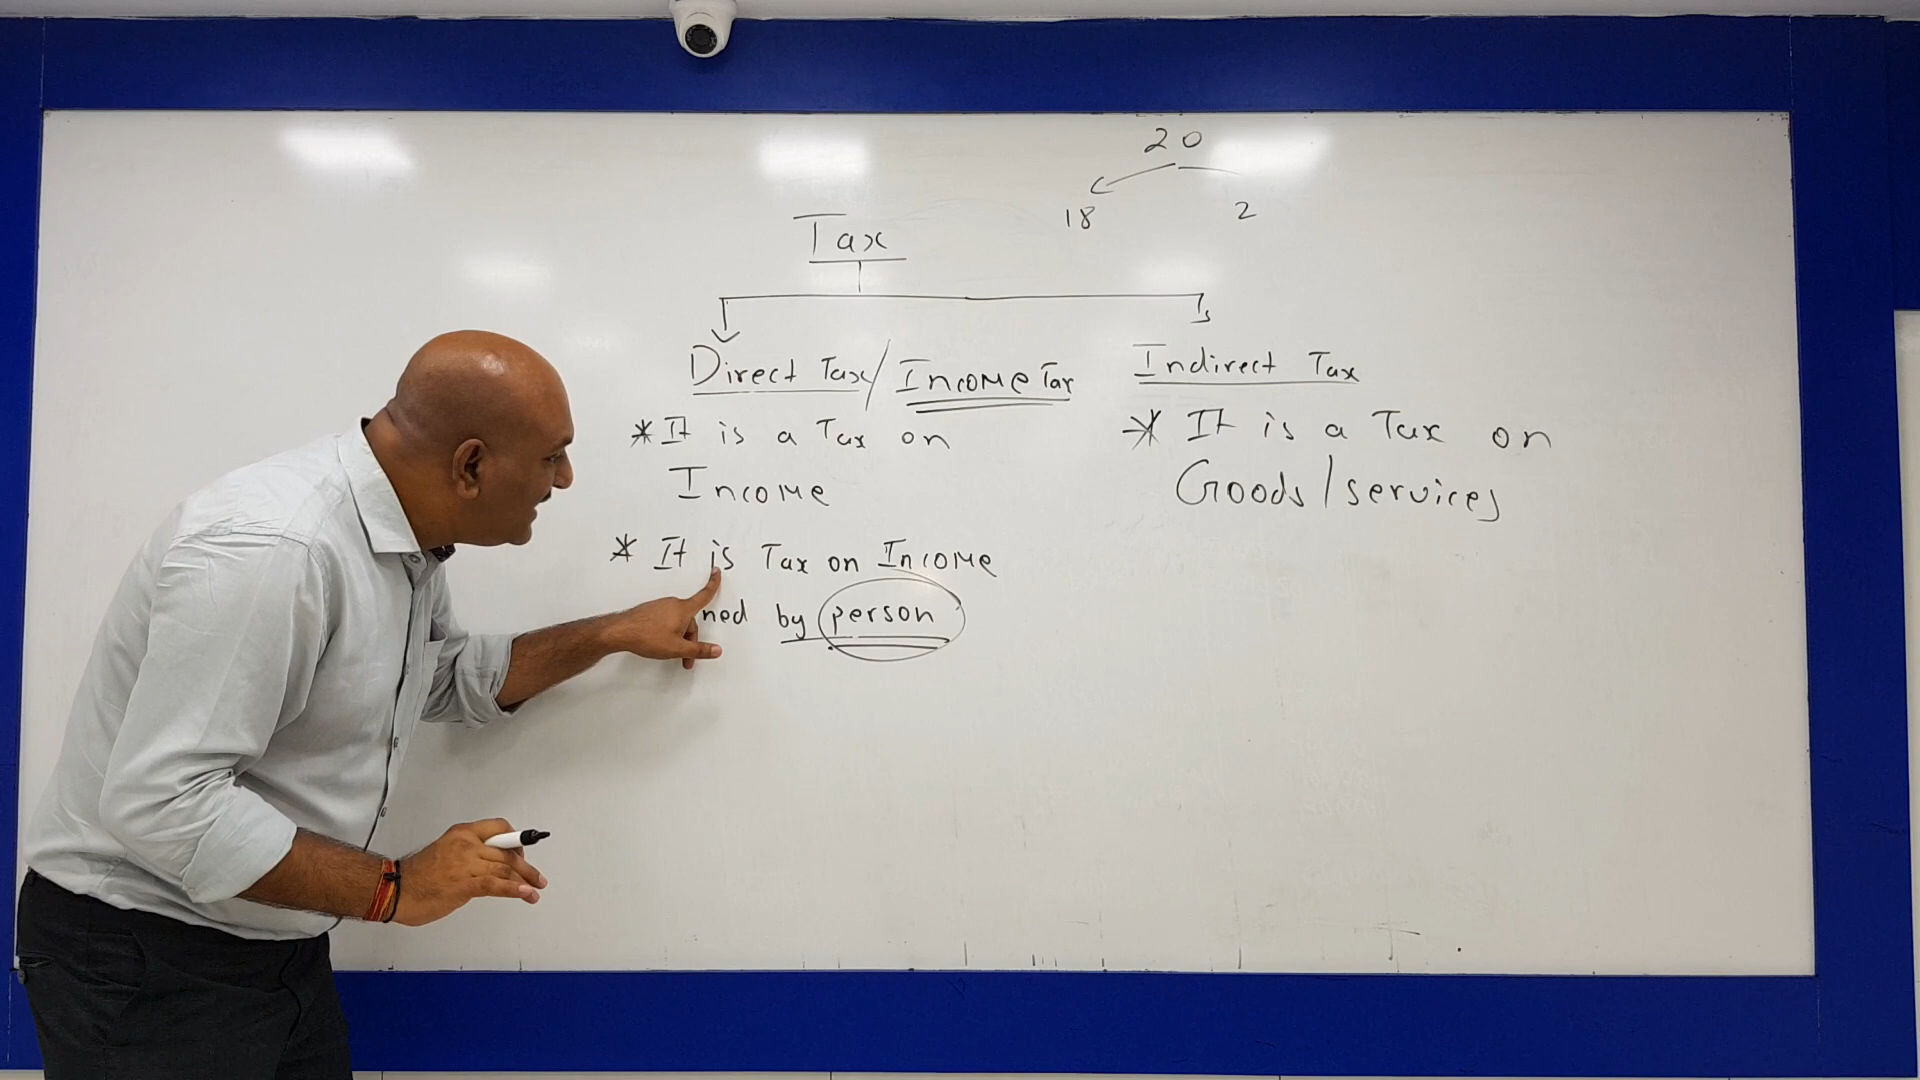 20
18 2
Tax
Direct Tax / Income Tax
Indirect Tax
* It is a Tax on
Income
* It is a Tax on
Goods/services
* It is Tax on Income
ned by person